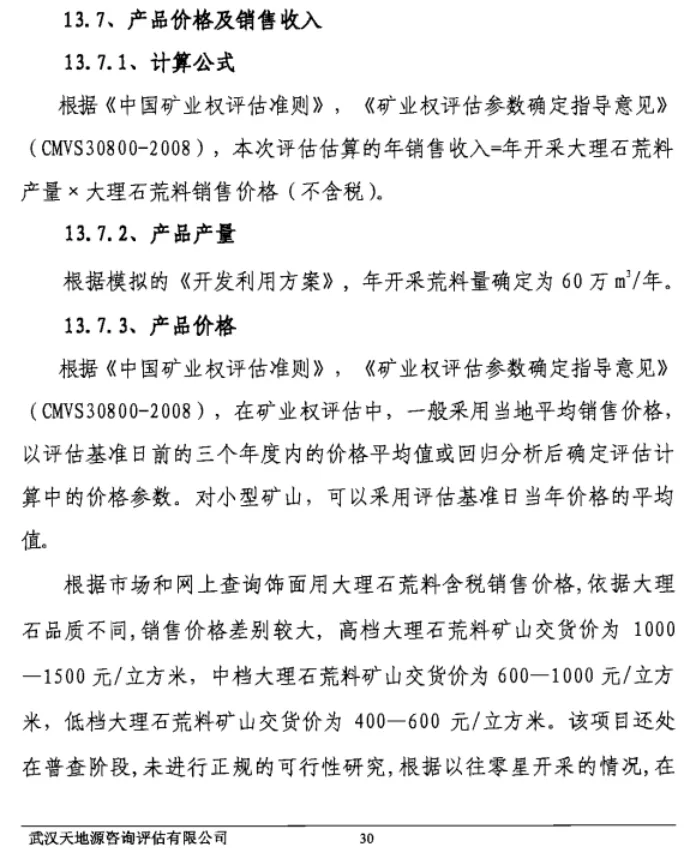 13.7、产品价格及销售收入
13.7.1、计算公式
根据《中国矿业权评估准则》，《矿业权评估参数确定指导意见》
（CMVS30800-2008），本次评估估算的年销售收入=年开采大理石荒料
产量×大理石荒料销售价格（不含税）。
13.7.2、产品产量
根据模拟的《开发利用方案》，年开采荒料量确定为 60 万 m³/年。
13.7.3、产品价格
根据《中国矿业权评估准则》，《矿业权评估参数确定指导意见》
（CMVS30800-2008），在矿业权评估中，一般采用当地平均销售价格，
以评估基准日前的三个年度内的价格平均值或回归分析后确定评估计
算中的价格参数。对小型矿山，可以采用评估基准日当年价格的平均
值。
根据市场和网上查询饰面用大理石荒料含税销售价格,依据大理
石品质不同,销售价格差别较大，高档大理石荒料矿山交货价为 1000
—1500 元/立方米，中档大理石荒料矿山交货价为 600—1000 元/立方
米，低档大理石荒料矿山交货价为 400—600 元/立方米。该项目还处
在普查阶段,未进行正规的可行性研究,根据以往零星开采的情况,在
武汉天地源咨询评估有限公司 30